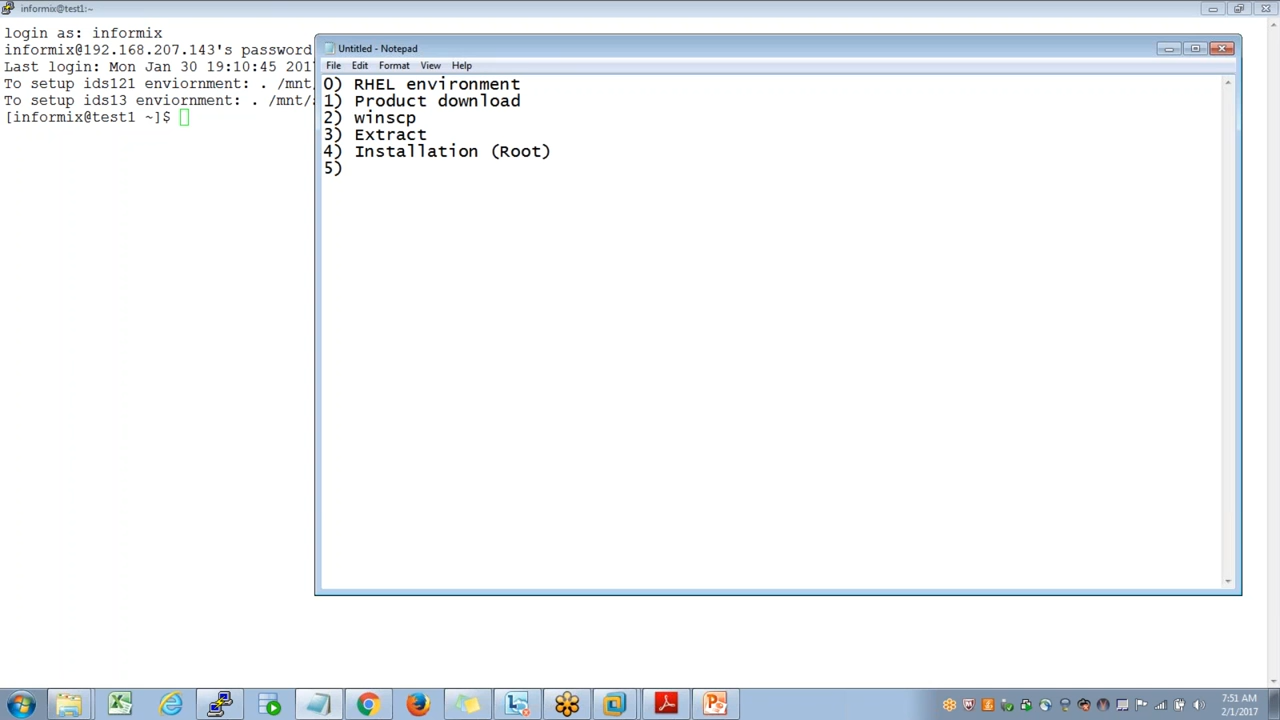 informix@test1:~
login as: informix
informix@192.168.207.143's password
Last login: Mon Jan 30 19:10:45 201
To setup ids121 enviornment: . /mnt/
To setup ids13 enviornment: . /mnt/
[informix@test1 ~]$
Untitled - Notepad
File Edit Format View Help
0) RHEL environment
1) Product download
2) winscp
3) Extract
4) Installation (Root)
5)
7:51 AM
2/1/2017